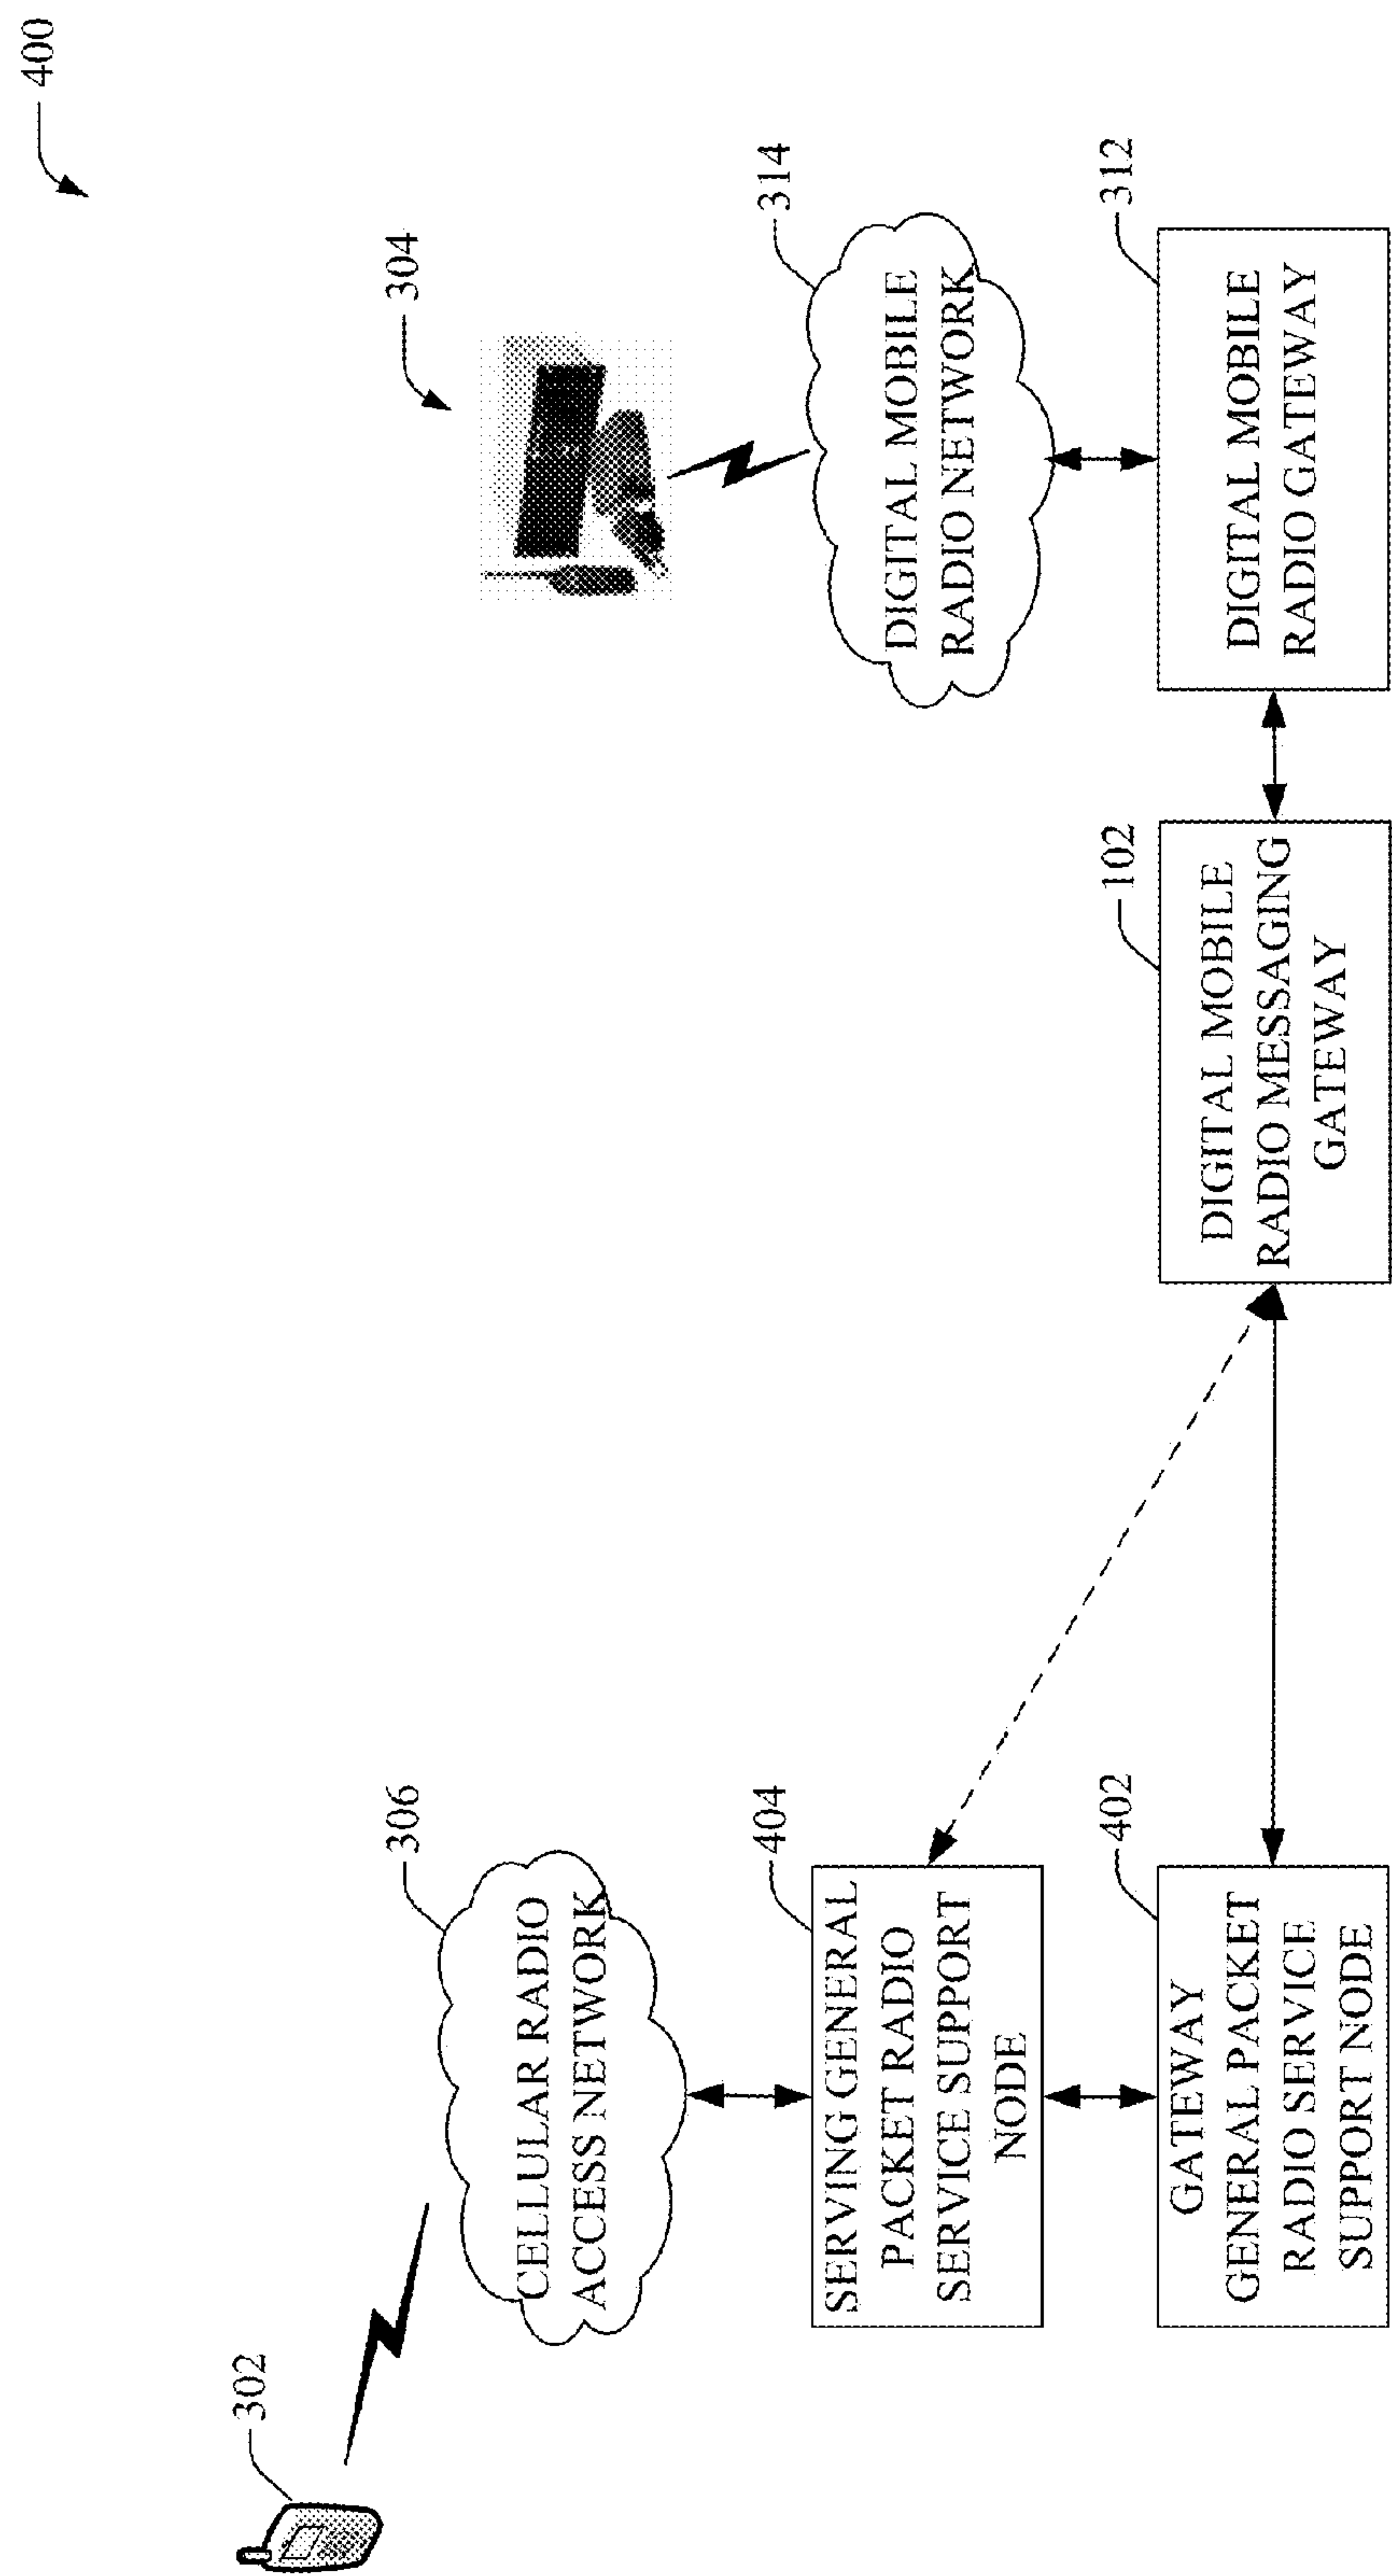 400
302
304
306
CELLULAR RADIO
ACCESS NETWORK
314
DIGITAL MOBILE
RADIO NETWORK
404
SERVING GENERAL
PACKET RADIO
SERVICE SUPPORT
NODE
402
GATEWAY
GENERAL PACKET
RADIO SERVICE
SUPPORT NODE
102
DIGITAL MOBILE
RADIO MESSAGING
GATEWAY
312
DIGITAL MOBILE
RADIO GATEWAY